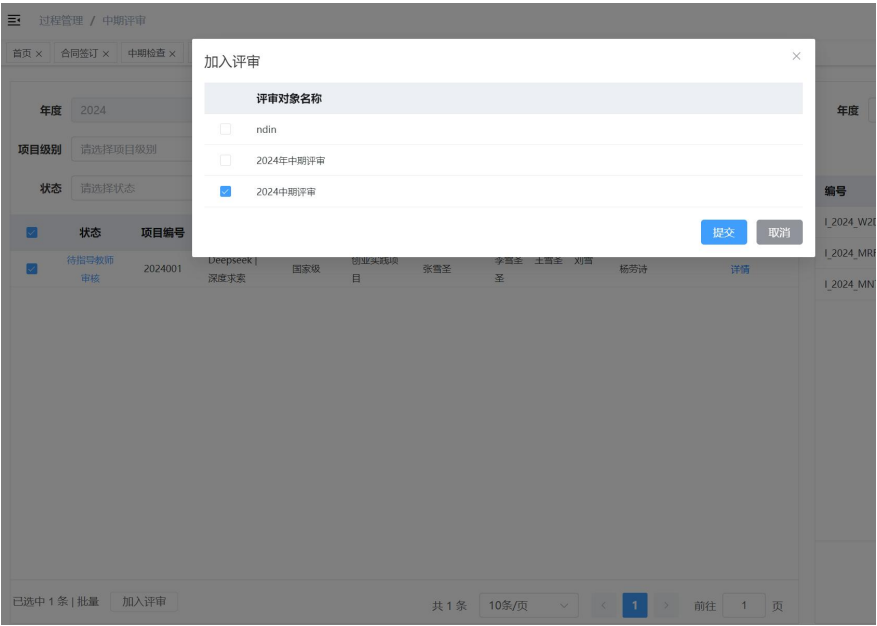 过程管理 / 中期评审
首页 ×
合同签订 ×
中期检查 ×
加入评审
×
评审对象名称
ndin
2024年中期评审
2024中期评审
提交
取消
年度
2024
项目级别
请选择项目级别
状态
请选择状态
状态
项目编号
待指导教师
审核
2024001
Deepseek |
深度求索
国家级
创业实践项
目
张雪圣
李雪圣 王雪圣 刘雪
圣
杨芳诗
详情
已选中 1 条 | 批量
加入评审
共 1 条
10条/页
1
前往 1 页
年度
编号
I_2024_W2
I_2024_MR
I_2024_MN